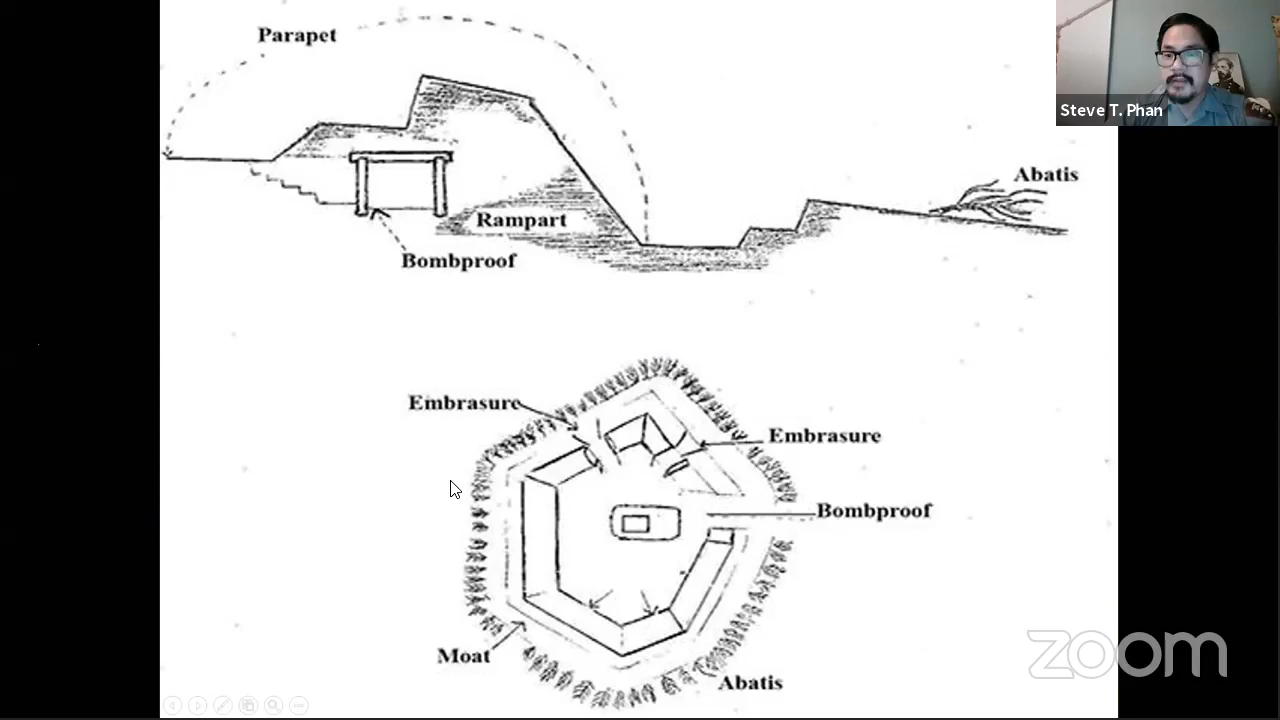 Parapet
Steve T. Phan
Abatis
Rampart
Bombproof
Embrasure
Embrasure
Bombproof
Moat
Abatis
zoom